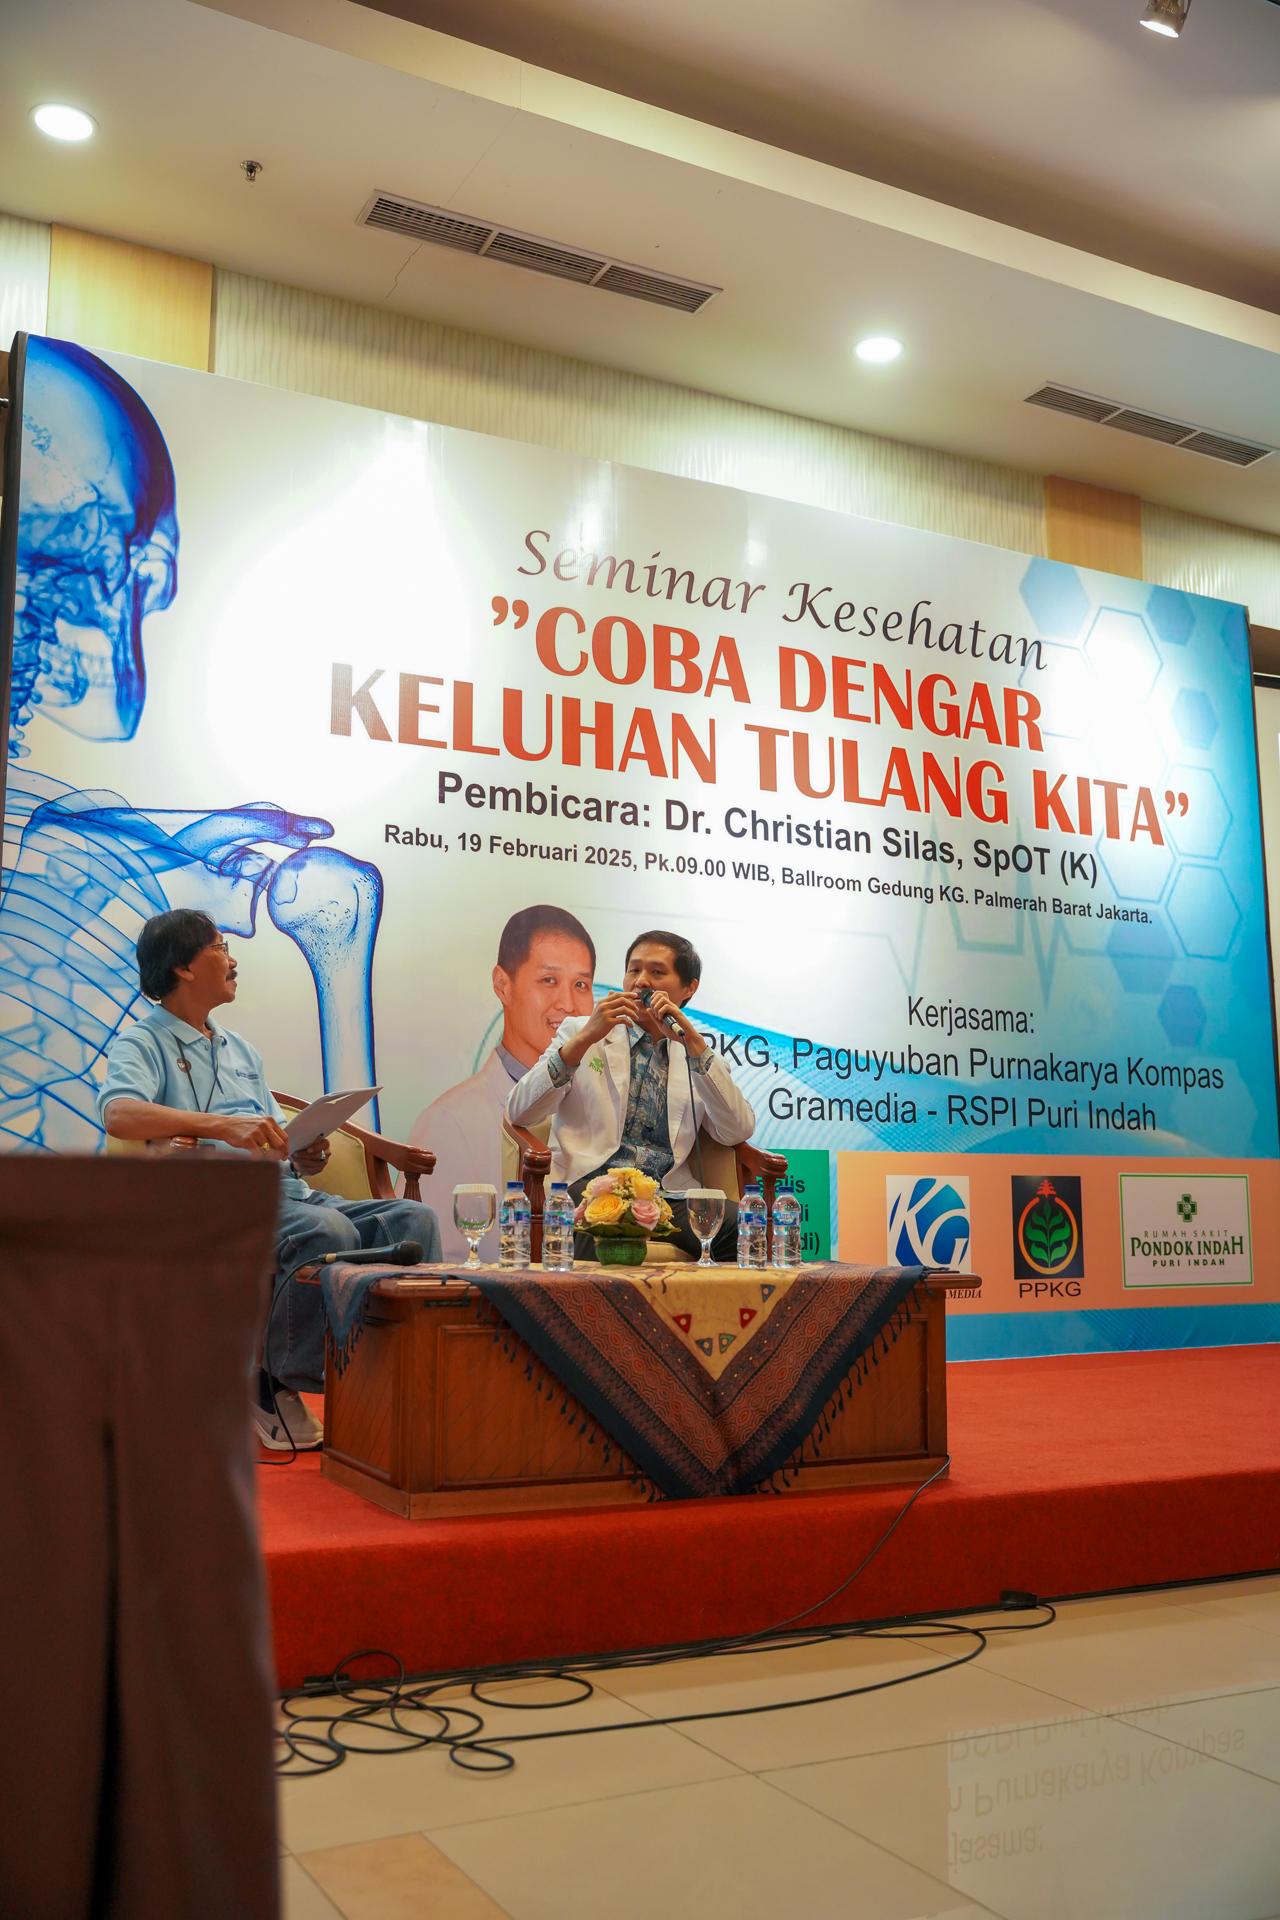 Seminar Kesehatan
”COBA DENGAR
KELUHAN TULANG KITA”
Pembicara: Dr. Christian Silas, SpOT (K)
Rabu, 19 Februari 2025, Pk.09.00 WIB, Ballroom Gedung KG. Palmerah Barat Jakarta.
Kerjasama:
PKG, Paguyuban Purnakarya Kompas
Gramedia - RSPI Puri Indah
KG
PPKG
RUMAH SAKIT
PONDOK INDAH
PURI INDAH